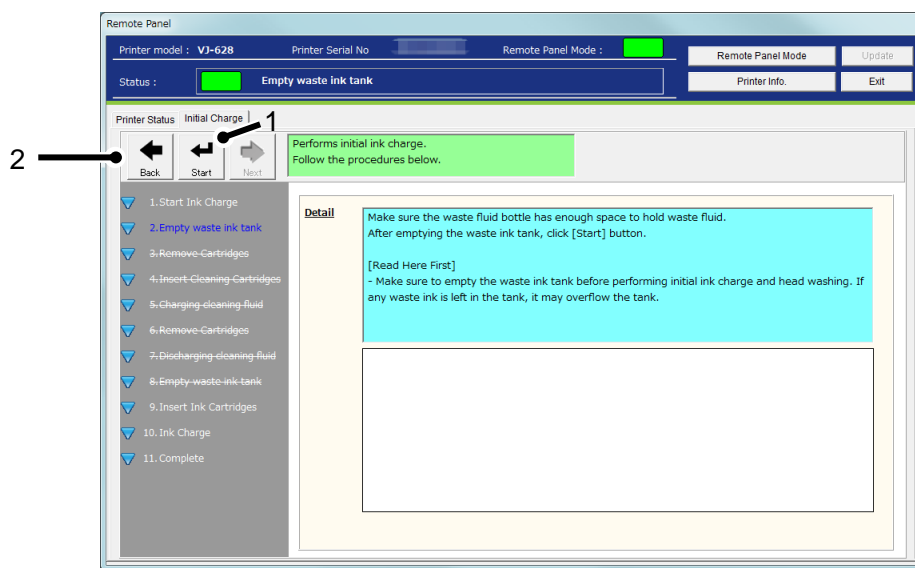 Remote Panel
Printer model : VJ-628 Printer Serial No Remote Panel Mode :
Remote Panel Mode Update
Status : Empty waste ink tank
Printer Info. Exit
Printer Status Initial Charge
1
2
Back Start Next
Performs initial ink charge.
Follow the procedures below.
1.Start Ink Charge
2.Empty waste ink tank
3.Remove Cartridges
4.Insert Cleaning Cartridges
5.Charging cleaning fluid
6.Remove Cartridges
7.Discharging cleaning fluid
8.Empty waste ink tank
9.Insert Ink Cartridges
10.Ink Charge
11.Complete
Detail
Make sure the waste fluid bottle has enough space to hold waste fluid.
After emptying the waste ink tank, click [Start] button.
[Read Here First]
- Make sure to empty the waste ink tank before performing initial ink charge and head washing. If
any waste ink is left in the tank, it may overflow the tank.